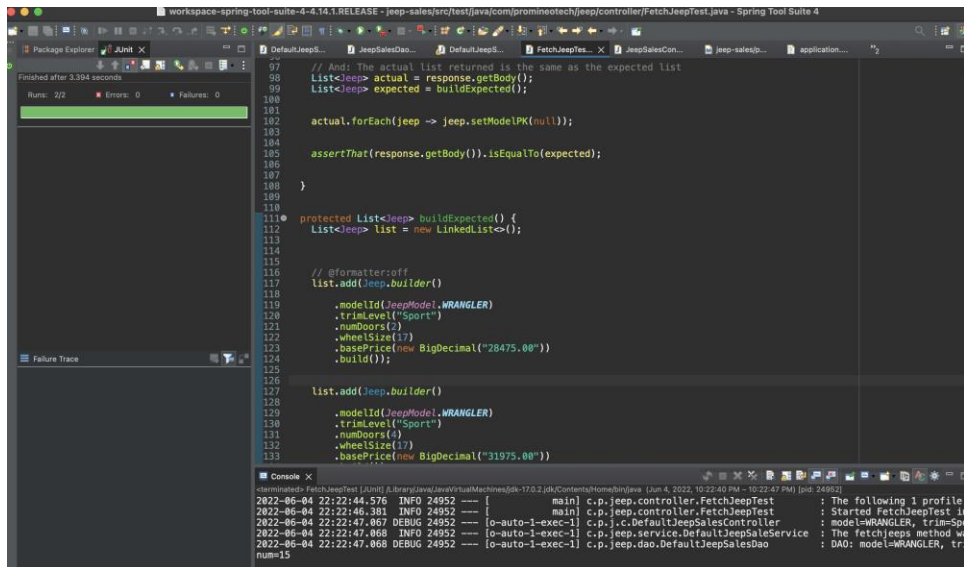 workspace-spring-tool-suite-4-4.14.1.RELEASE - jeep-sales/src/test/java/com/promineotech/jeep/controller/FetchJeepTest.java - Spring Tool Suite 4
Package Explorer JUnit
DefaultJeepS... JeepSalesDao... DefaultJeepS... FetchJeepTes... JeepSalesCon... jeep-sales/p... application....
Finished after 3.394 seconds
Runs: 2/2 Errors: 0 Failures: 0
97 // And: The actual list returned is the same as the expected list
98 List<Jeep> actual = response.getBody();
99 List<Jeep> expected = buildExpected();
100
101
102 actual.forEach(jeep -> jeep.setModelPK(null));
103
104
105 assertThat(response.getBody()).isEqualTo(expected);
106
107
108 }
109
110
111 protected List<Jeep> buildExpected() {
112 List<Jeep> list = new LinkedList<>();
113
114
115
116 // @formatter:off
117 list.add(Jeep.builder()
118
119 .modelId(JeepModel.WRANGLER)
120 .trimLevel("Sport")
121 .numDoors(2)
122 .wheelSize(17)
123 .basePrice(new BigDecimal("28475.00"))
124 .build());
125
126
127 list.add(Jeep.builder()
128
129 .modelId(JeepModel.WRANGLER)
130 .trimLevel("Sport")
131 .numDoors(4)
132 .wheelSize(17)
133 .basePrice(new BigDecimal("31975.00"))
Failure Trace
Console
<terminated> FetchJeepTest [JUnit] /Library/Java/JavaVirtualMachines/jdk-17.0.2.jdk/Contents/Home/bin/java (Jun 4, 2022, 10:22:40 PM – 10:22:47 PM) [pid: 24952]
2022-06-04 22:22:44.576 INFO 24952 --- [ main] c.p.jeep.controller.FetchJeepTest : The following 1 profile
2022-06-04 22:22:46.381 INFO 24952 --- [ main] c.p.jeep.controller.FetchJeepTest : Started FetchJeepTest in
2022-06-04 22:22:47.067 DEBUG 24952 --- [o-auto-1-exec-1] c.p.j.c.DefaultJeepSalesController : model=WRANGLER, trim=Spo
2022-06-04 22:22:47.068 INFO 24952 --- [o-auto-1-exec-1] c.p.jeep.service.DefaultJeepSaleService : The fetchjeeps method wa
2022-06-04 22:22:47.068 DEBUG 24952 --- [o-auto-1-exec-1] c.p.jeep.dao.DefaultJeepSalesDao : DAO: model=WRANGLER, tr
num=15